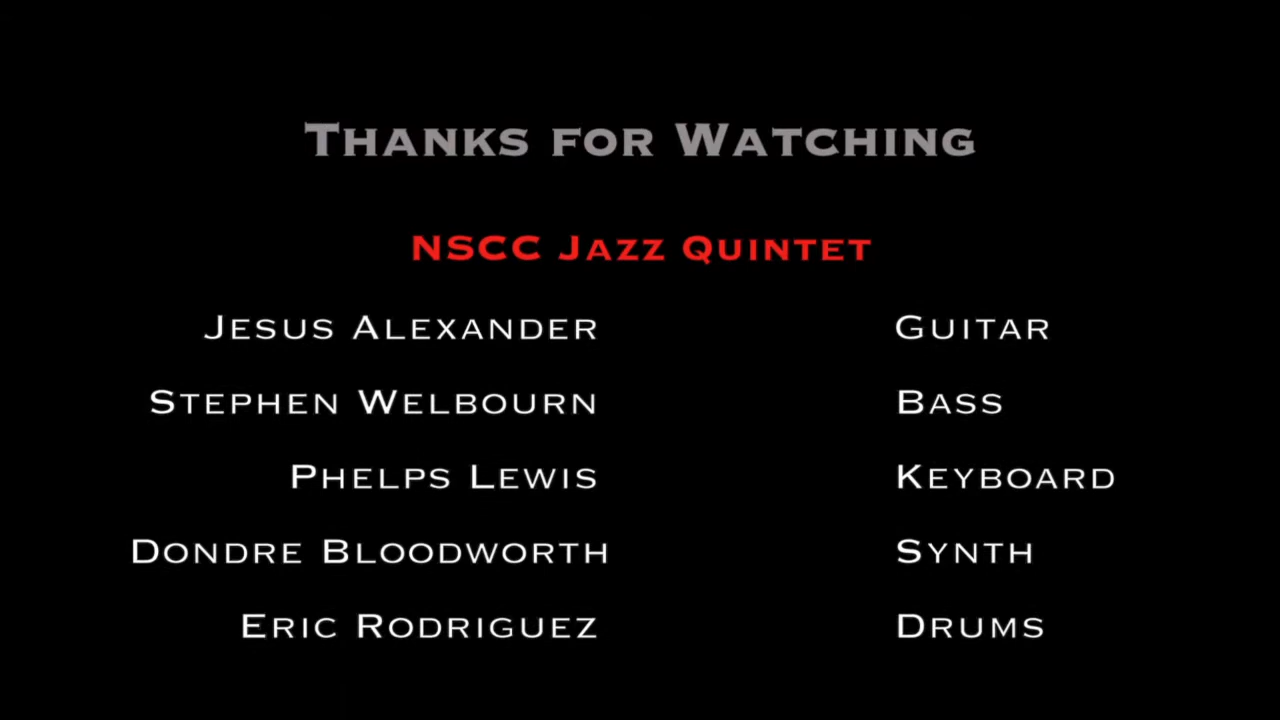 Thanks for Watching
NSCC Jazz Quintet
Jesus Alexander Guitar
Stephen Welbourn Bass
Phelps Lewis Keyboard
Dondre Bloodworth Synth
Eric Rodriguez Drums